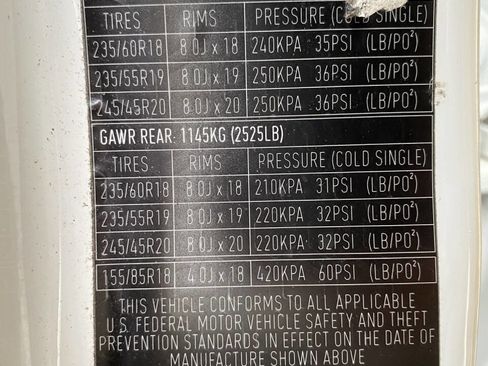 TIRES RIMS PRESSURE (COLD SINGLE)
235/60R18 8.0J x 18 240KPA 35PSI (LB/PO²)
235/55R19 8.0J x 19 250KPA 36PSI (LB/PO²)
245/45R20 8.0J x 20 250KPA 36PSI (LB/PO²)
GAWR REAR: 1145KG (2525LB)
TIRES RIMS PRESSURE (COLD SINGLE)
235/60R18 8.0J x 18 210KPA 31PSI (LB/PO²)
235/55R19 8.0J x 19 220KPA 32PSI (LB/PO²)
245/45R20 8.0J x 20 220KPA 32PSI (LB/PO²)
155/85R18 4.0J x 18 420KPA 60PSI (LB/PO²)
THIS VEHICLE CONFORMS TO ALL APPLICABLE
U.S. FEDERAL MOTOR VEHICLE SAFETY AND THEFT
PREVENTION STANDARDS IN EFFECT ON THE DATE OF
MANUFACTURE SHOWN ABOVE